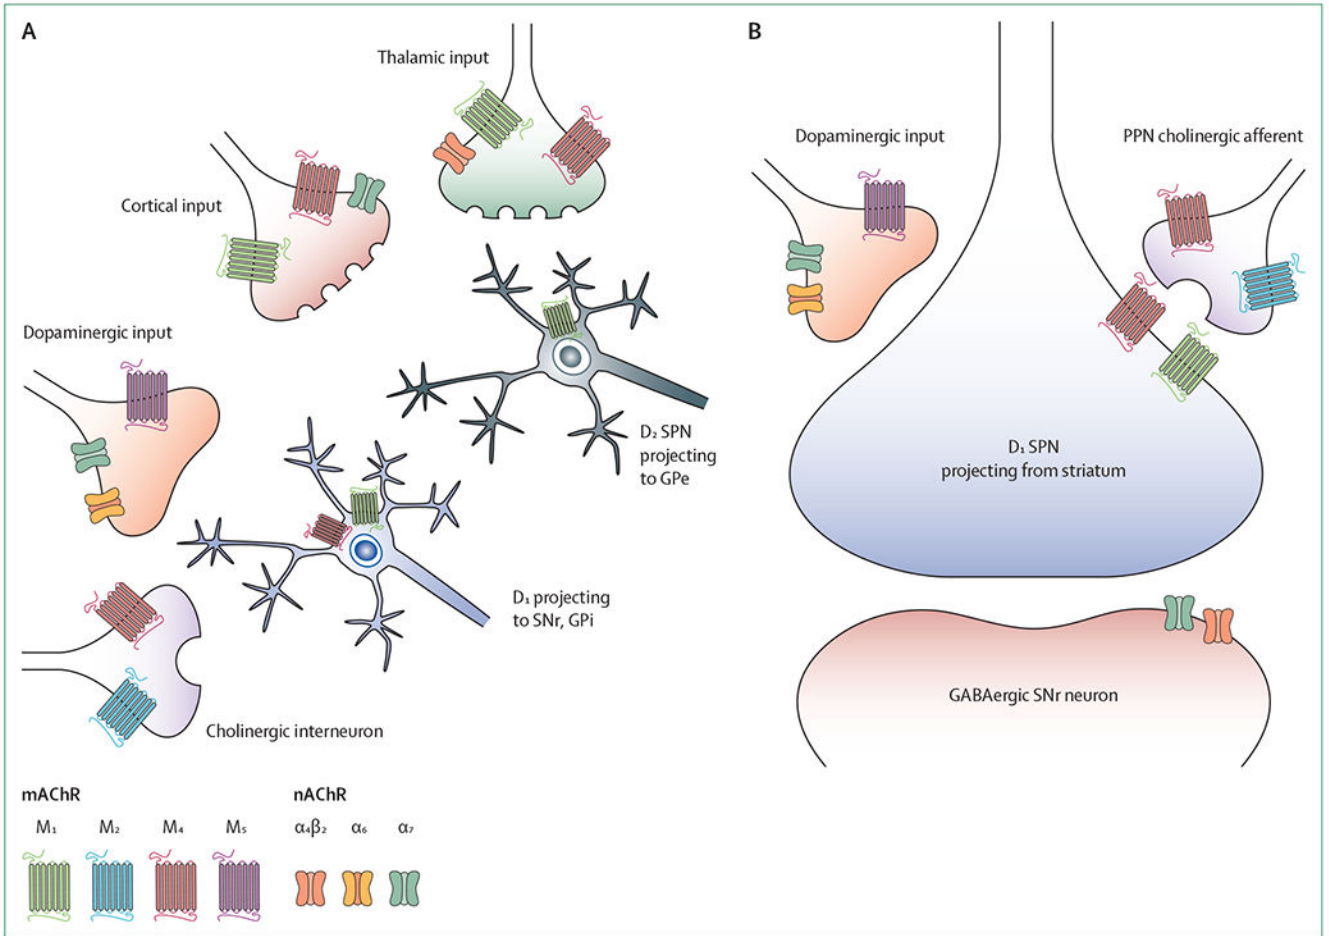 A
Thalamic input
Cortical input
Dopaminergic input
D₂ SPN
projecting
to GPe
D₁ projecting
to SNr, GPi
Cholinergic interneuron
mAChR
M₁ M₂ M₄ M₅
nAChR
α₄β₂ α₆ α₇
B
Dopaminergic input
PPN cholinergic afferent
D₁ SPN
projecting from striatum
GABAergic SNr neuron